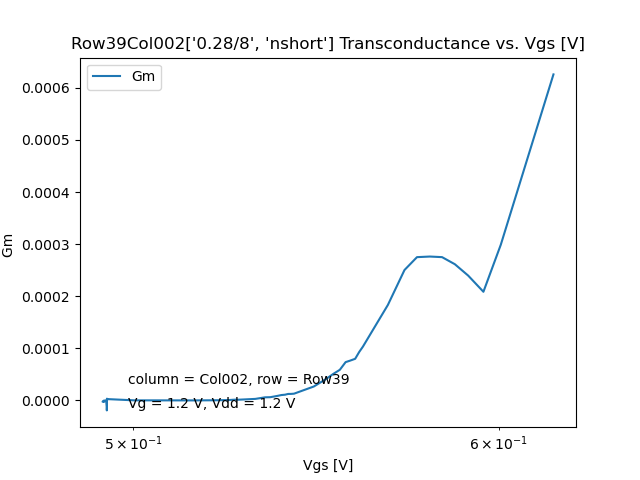 Row39Col002['0.28/8', 'nshort'] Transconductance vs. Vgs [V]
Gm
0.0006
0.0005
0.0004
0.0003
0.0002
0.0001
0.0000
Gm
column = Col002, row = Row39
Vg = 1.2 V, Vdd = 1.2 V
5 × 10⁻¹
6 × 10⁻¹
Vgs [V]